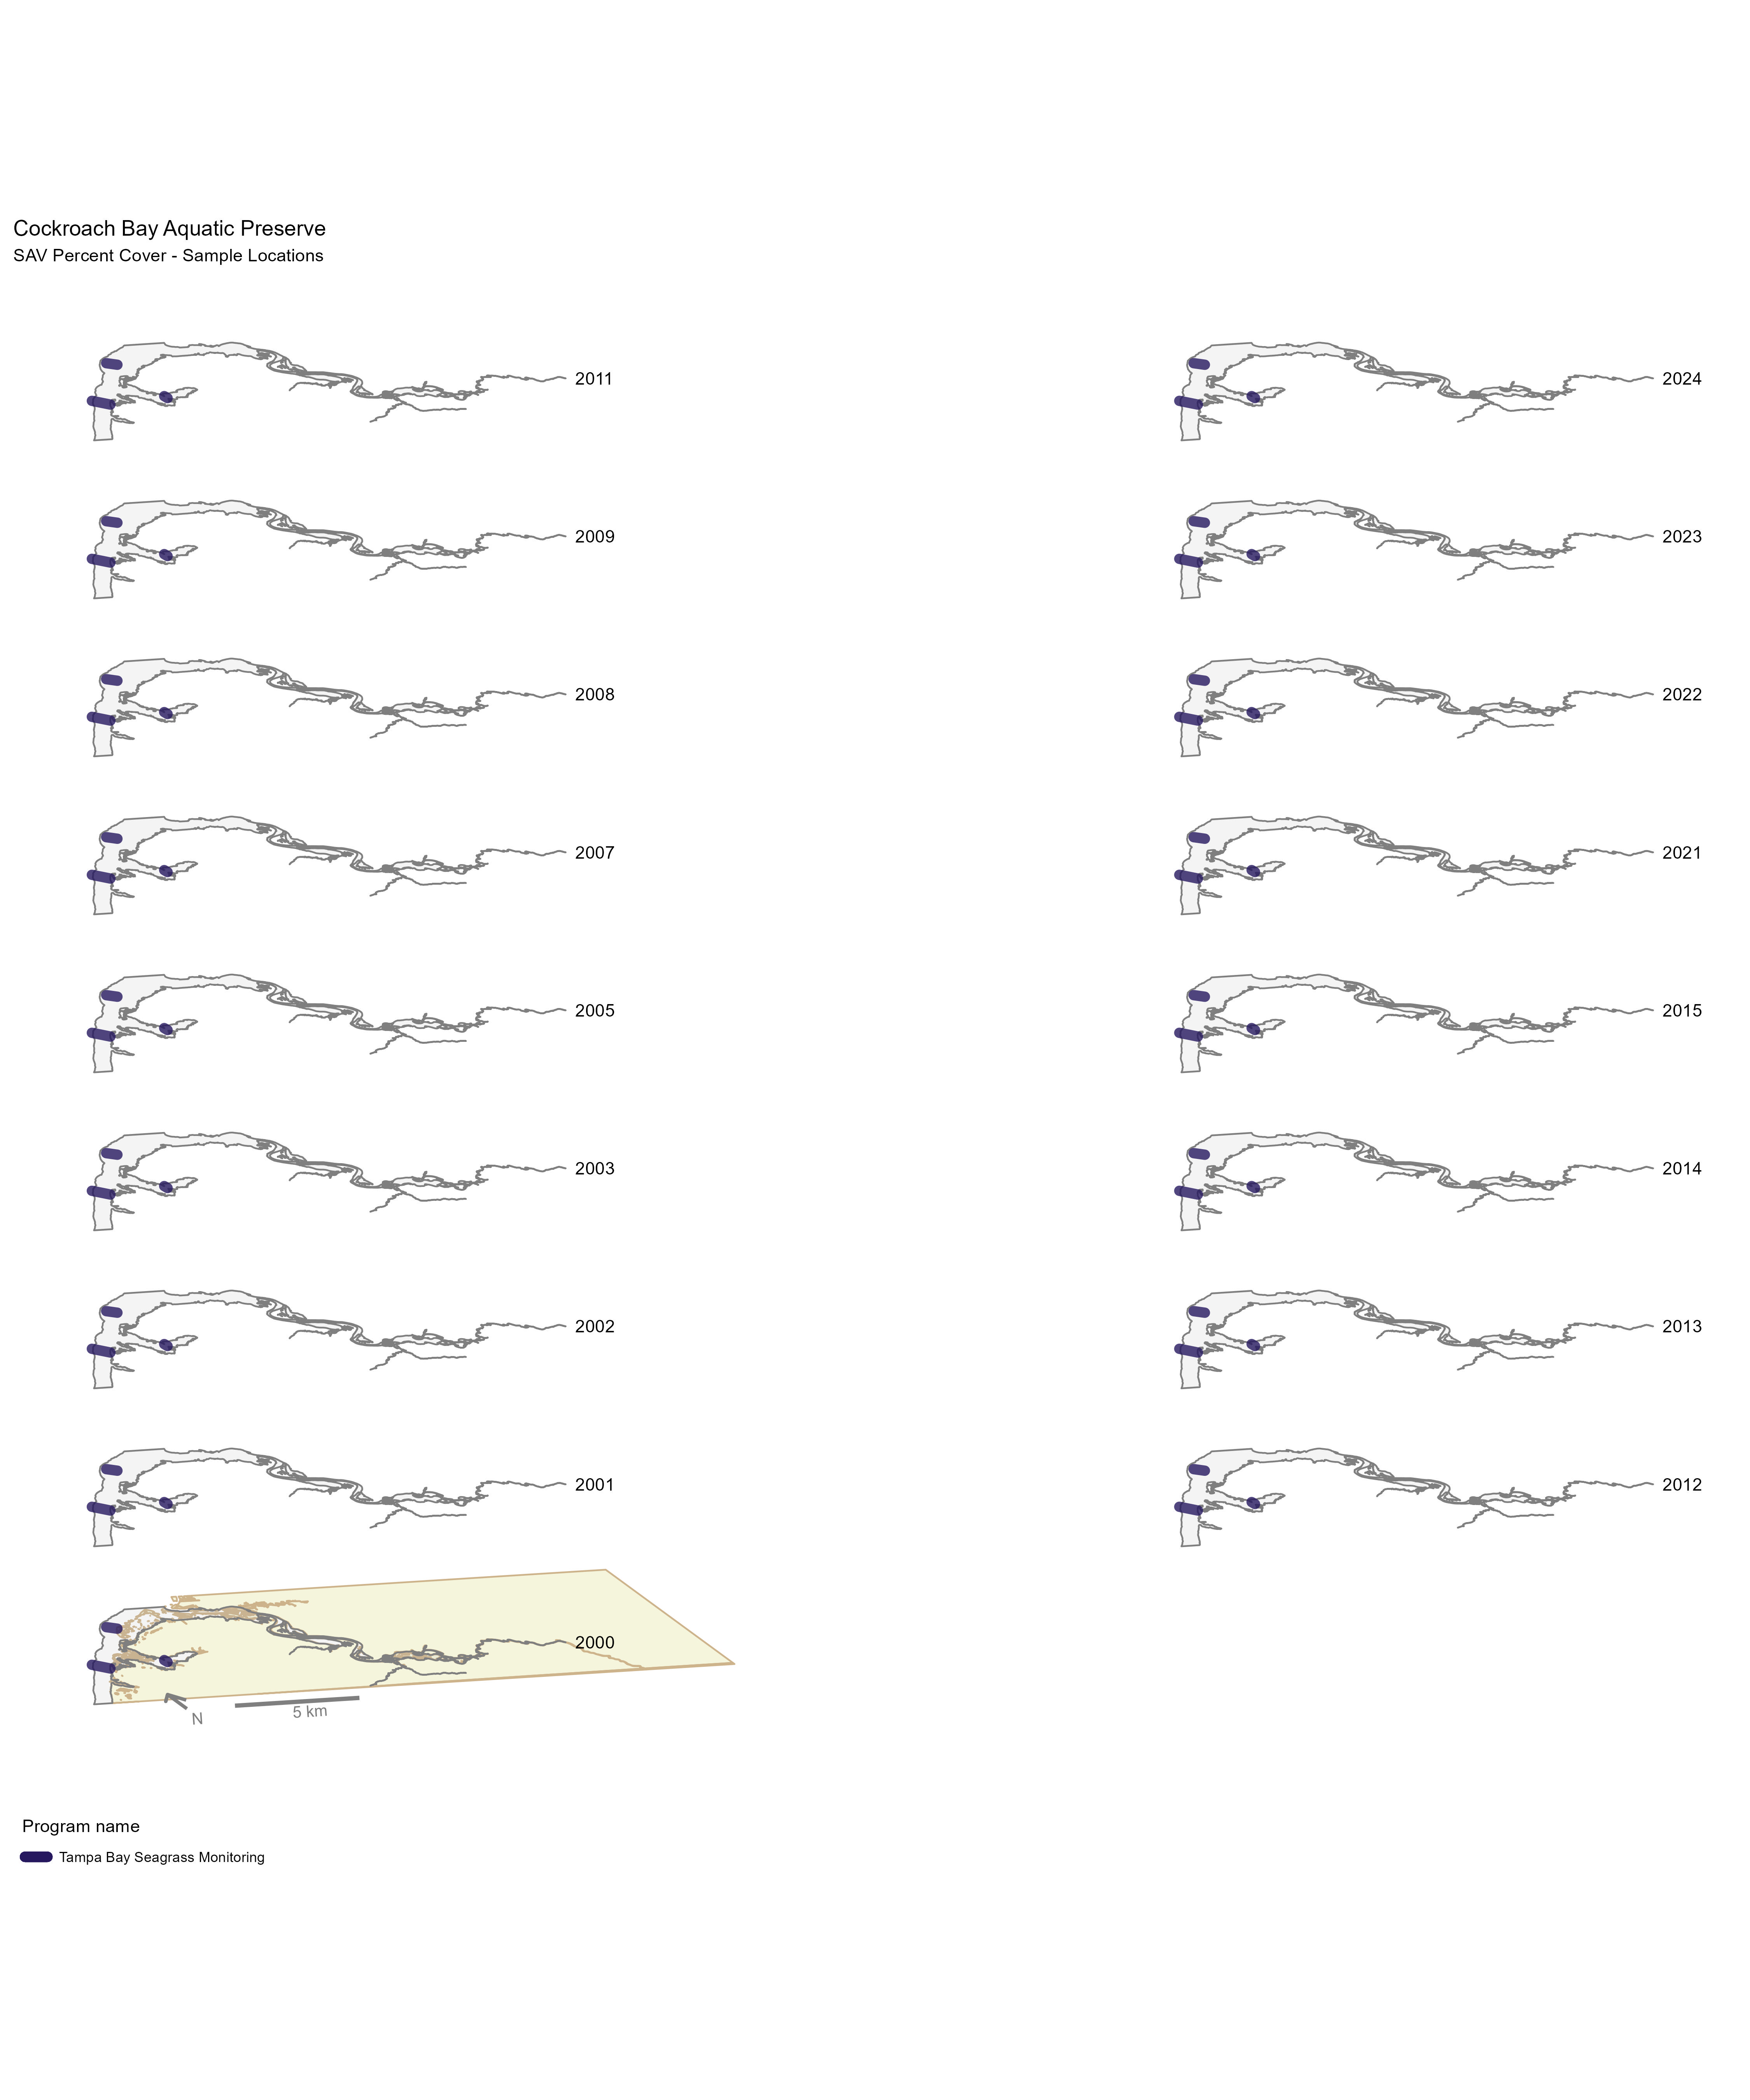 Cockroach Bay Aquatic Preserve
SAV Percent Cover - Sample Locations
2011
2009
2008
2007
2005
2003
2002
2001
2000
N
5 km
2024
2023
2022
2021
2015
2014
2013
2012
Program name
Tampa Bay Seagrass Monitoring